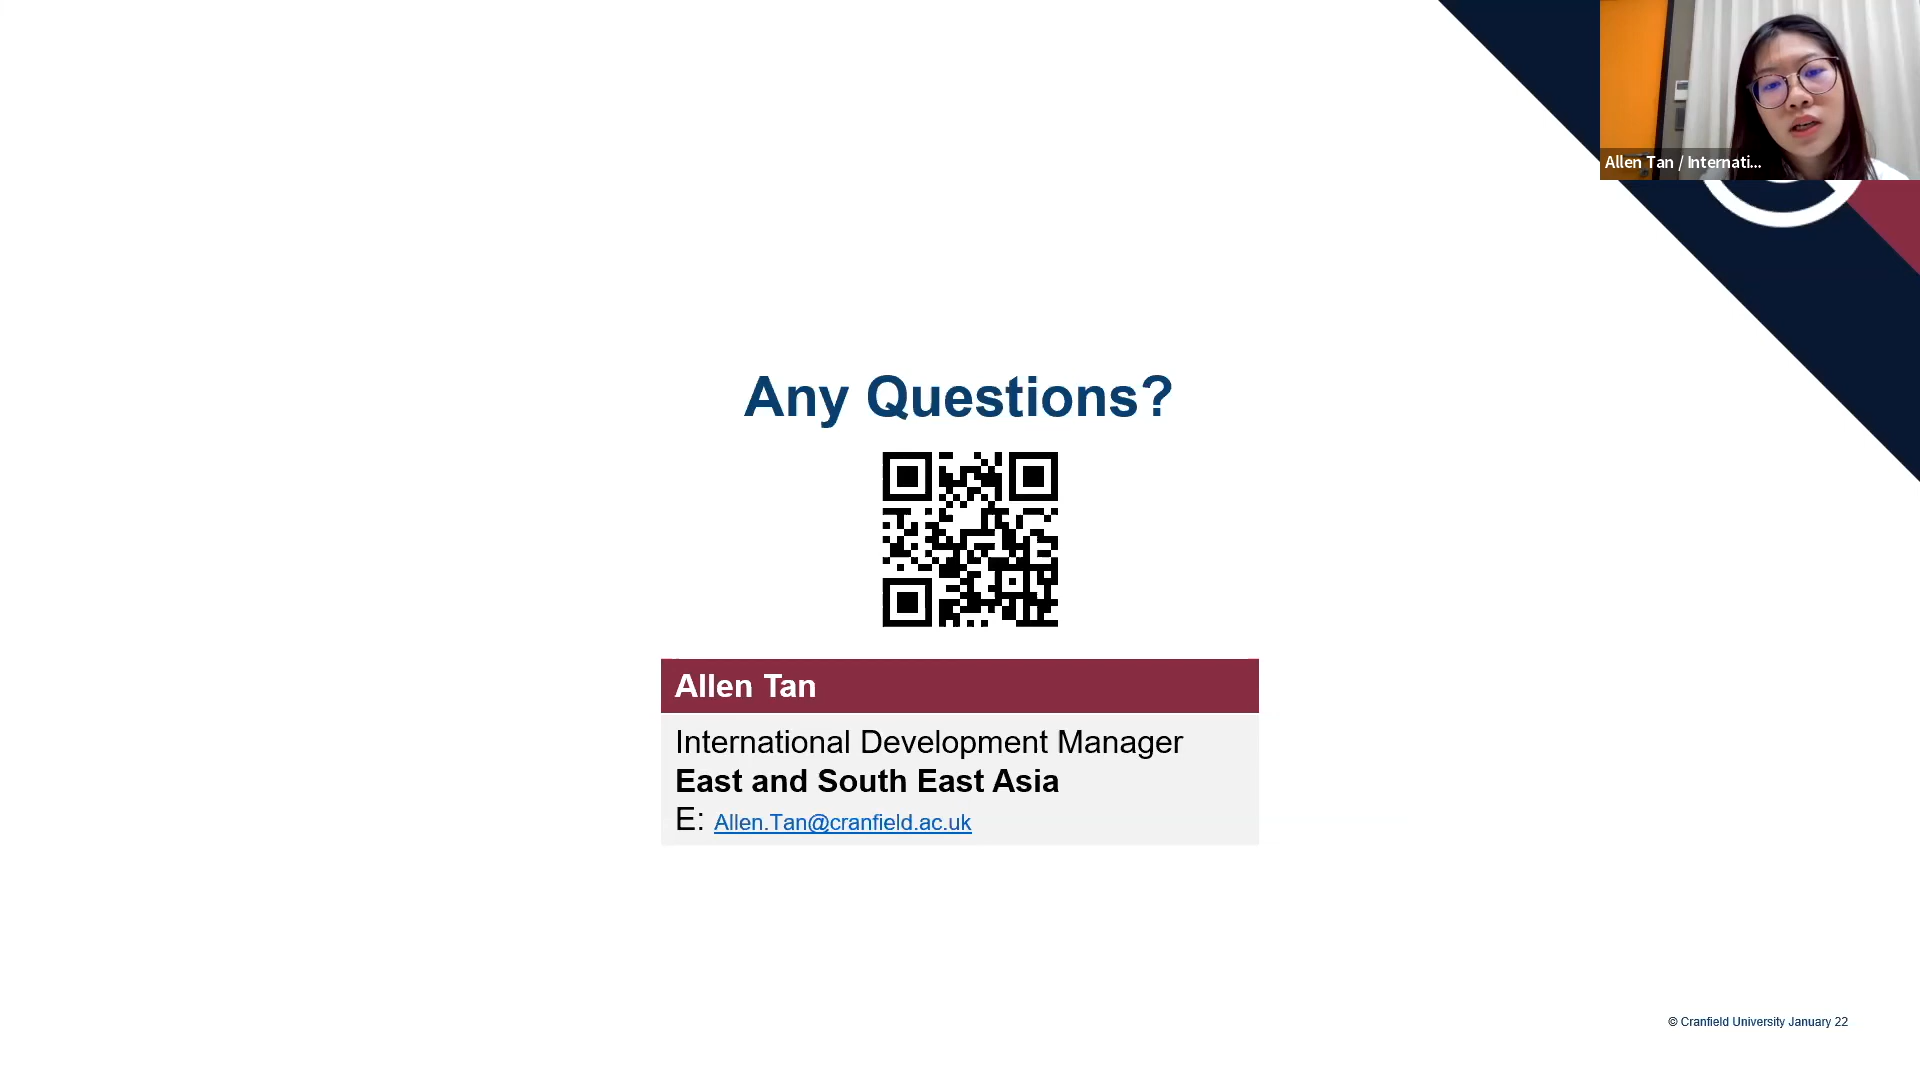 Allen Tan / Internati...
Any Questions?
Allen Tan
International Development Manager
East and South East Asia
E: Allen.Tan@cranfield.ac.uk
© Cranfield University January 22